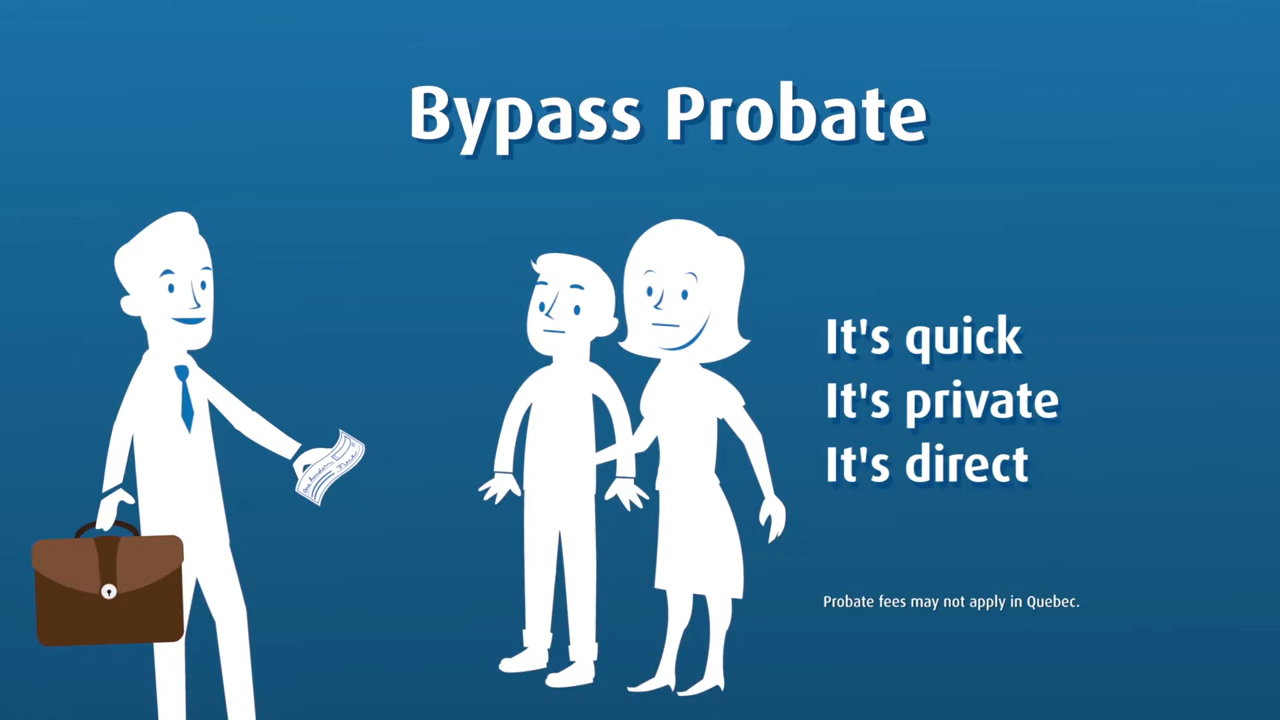 Bypass Probate
It's quick
It's private
It's direct
Probate fees may not apply in Quebec.